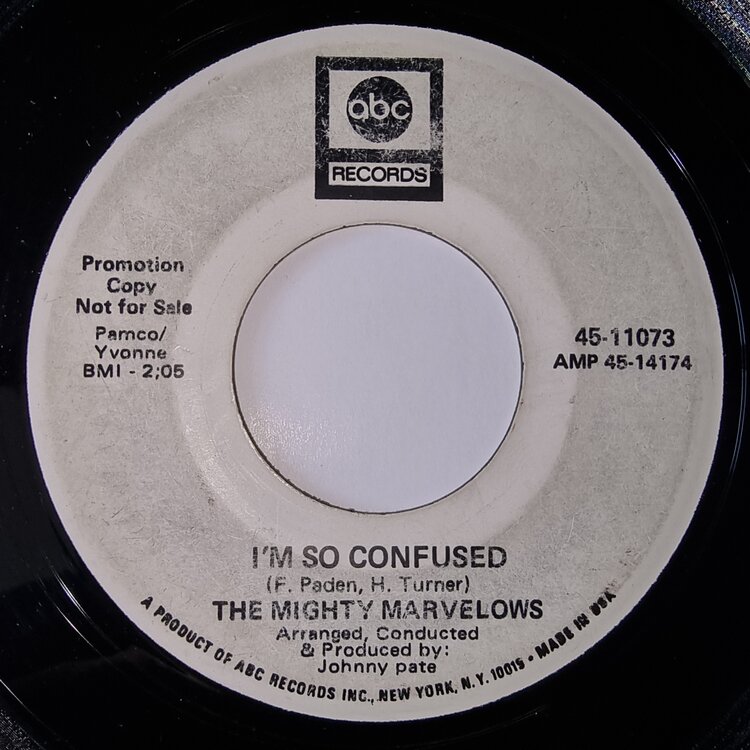 abc
RECORDS
Promotion
Copy
Not for Sale
Pamco/
Yvonne
BMI - 2;05
45-11073
AMP 45-14174
I'M SO CONFUSED
(F. Paden, H. Turner)
THE MIGHTY MARVELOWS
Arranged, Conducted
& Produced by:
Johnny pate
A PRODUCT OF ABC RECORDS INC., NEW YORK, N.Y. 10019 • MADE IN USA